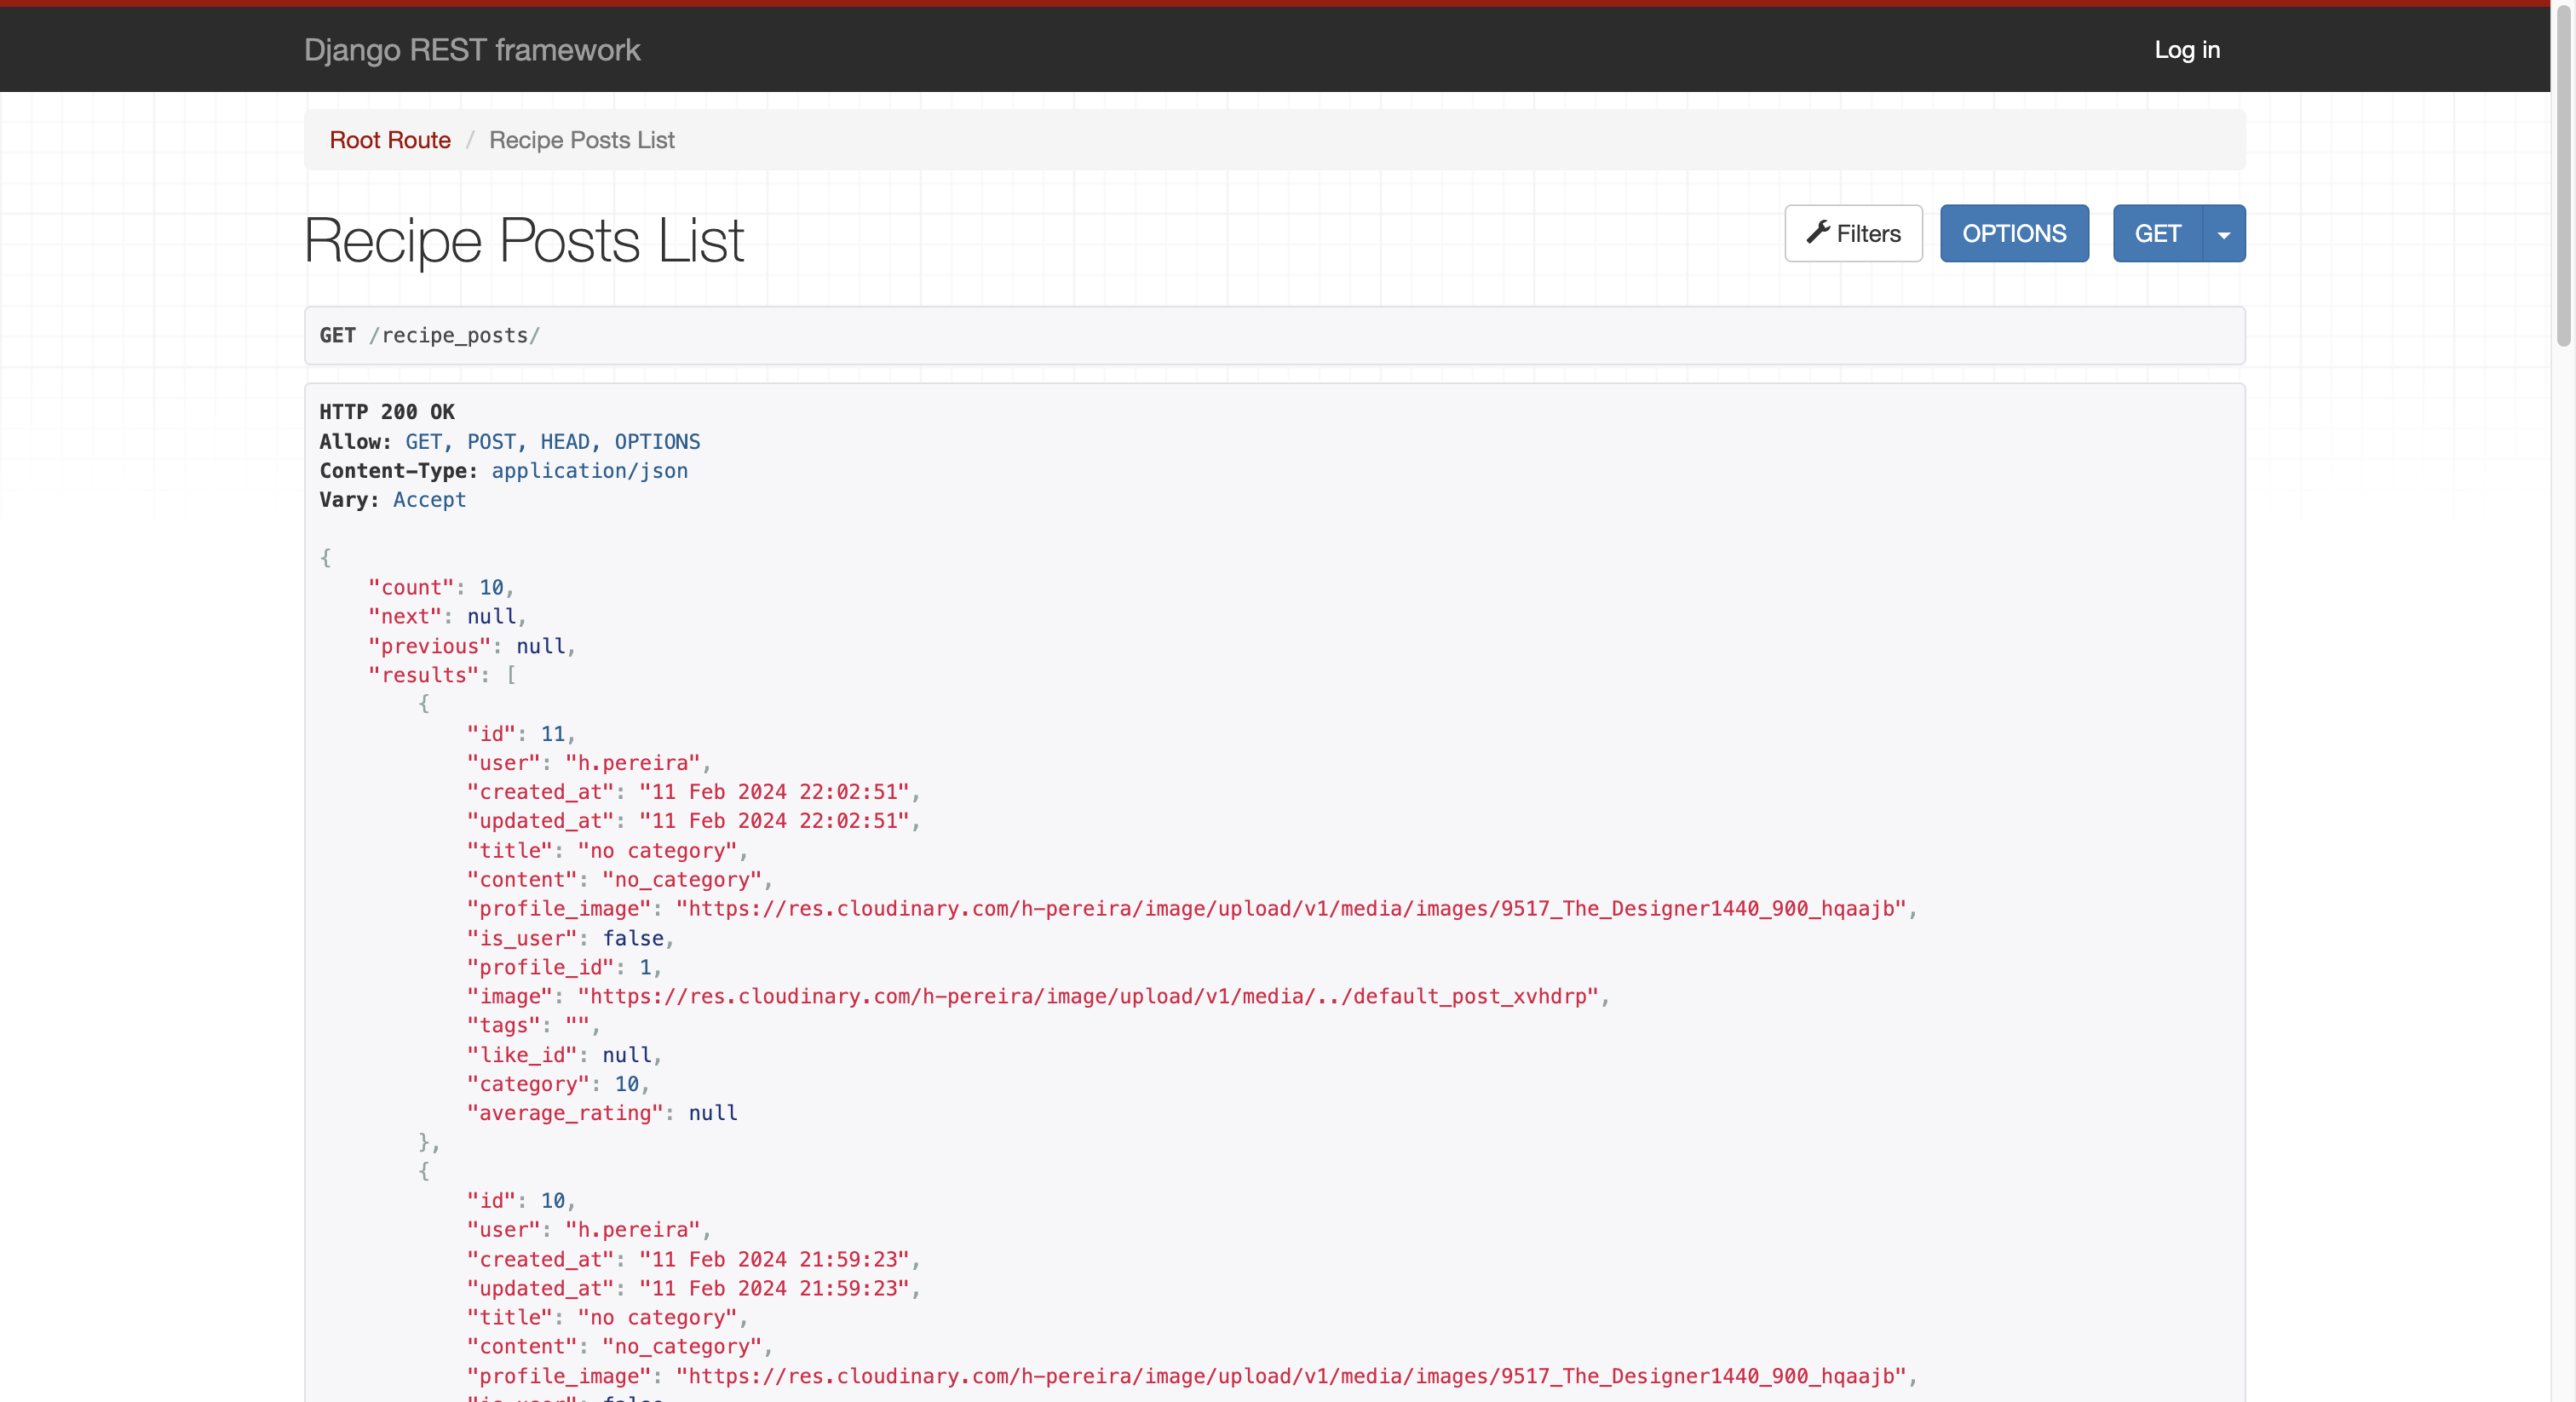 Django REST framework
Log in
Root Route / Recipe Posts List
Recipe Posts List
Filters
OPTIONS
GET
GET /recipe_posts/
HTTP 200 OK
Allow: GET, POST, HEAD, OPTIONS
Content-Type: application/json
Vary: Accept
{
    "count": 10,
    "next": null,
    "previous": null,
    "results": [
        {
            "id": 11,
            "user": "h.pereira",
            "created_at": "11 Feb 2024 22:02:51",
            "updated_at": "11 Feb 2024 22:02:51",
            "title": "no category",
            "content": "no_category",
            "profile_image": "https://res.cloudinary.com/h-pereira/image/upload/v1/media/images/9517_The_Designer1440_900_hqaajb",
            "is_user": false,
            "profile_id": 1,
            "image": "https://res.cloudinary.com/h-pereira/image/upload/v1/media/../default_post_xvhdrp",
            "tags": "",
            "like_id": null,
            "category": 10,
            "average_rating": null
        },
        {
            "id": 10,
            "user": "h.pereira",
            "created_at": "11 Feb 2024 21:59:23",
            "updated_at": "11 Feb 2024 21:59:23",
            "title": "no category",
            "content": "no_category",
            "profile_image": "https://res.cloudinary.com/h-pereira/image/upload/v1/media/images/9517_The_Designer1440_900_hqaajb",